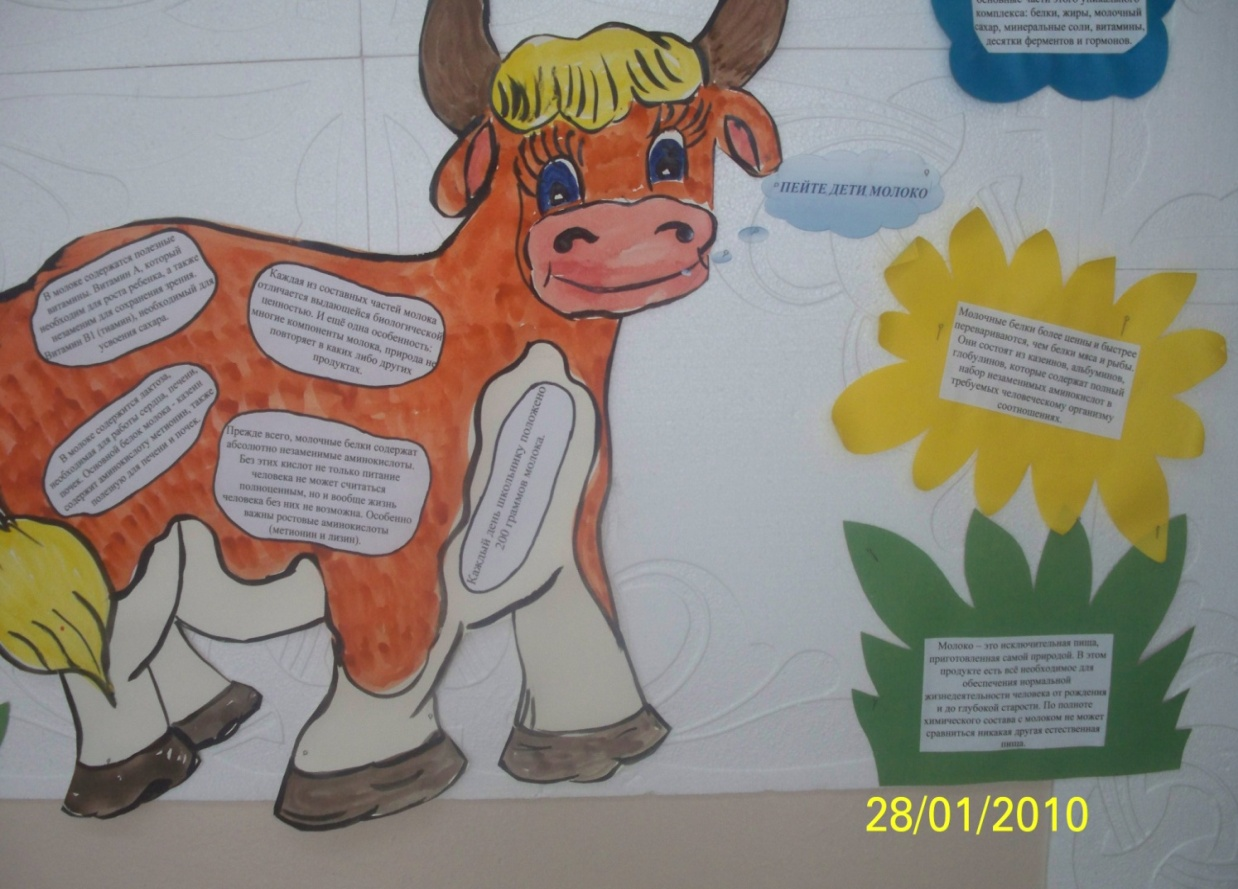 основные части этого уникального
комплекса: белки, жиры, молочный
сахар, минеральные соли, витамины,
десятки ферментов и гормонов.
ПЕЙТЕ ДЕТИ МОЛОКО
В молоке содержатся полезные
витамины. Витамин А, который
необходим для роста ребенка, а также
незаменим для сохранения зрения.
Витамин В1 (тиамин), необходимый для
усвоения сахара.
Каждая из составных частей молока
отличается выдающейся биологической
ценностью. И ещё одна особенность:
многие компоненты молока, природа не
повторяет в каких либо других
продуктах.
В молоке содержится лактоза,
необходимая для работы сердца, печени,
почек. Основной белок молока - казеин
содержит аминокислоту метионин, также
полезную для печени и почек.
Прежде всего, молочные белки содержат
абсолютно незаменимые аминокислоты.
Без этих кислот не только питание
человека не может считаться
полноценным, но и вообще жизнь
человека без них не возможна. Особенно
важны ростовые аминокислоты
(метионин и лизин).
Каждый день школьнику положено
200 граммов молока.
Молочные белки более ценны и быстрее
перевариваются, чем белки мяса и рыбы.
Они состоят из казеинов, альбуминов,
глобулинов, которые содержат полный
набор незаменимых аминокислот в
требуемых человеческому организму
соотношениях.
Молоко – это исключительная пища,
приготовленная самой природой. В этом
продукте есть всё необходимое для
обеспечения нормальной
жизнедеятельности человека от рождения
и до глубокой старости. По полноте
химического состава с молоком не может
сравниться никакая другая естественная
пища.
28/01/2010